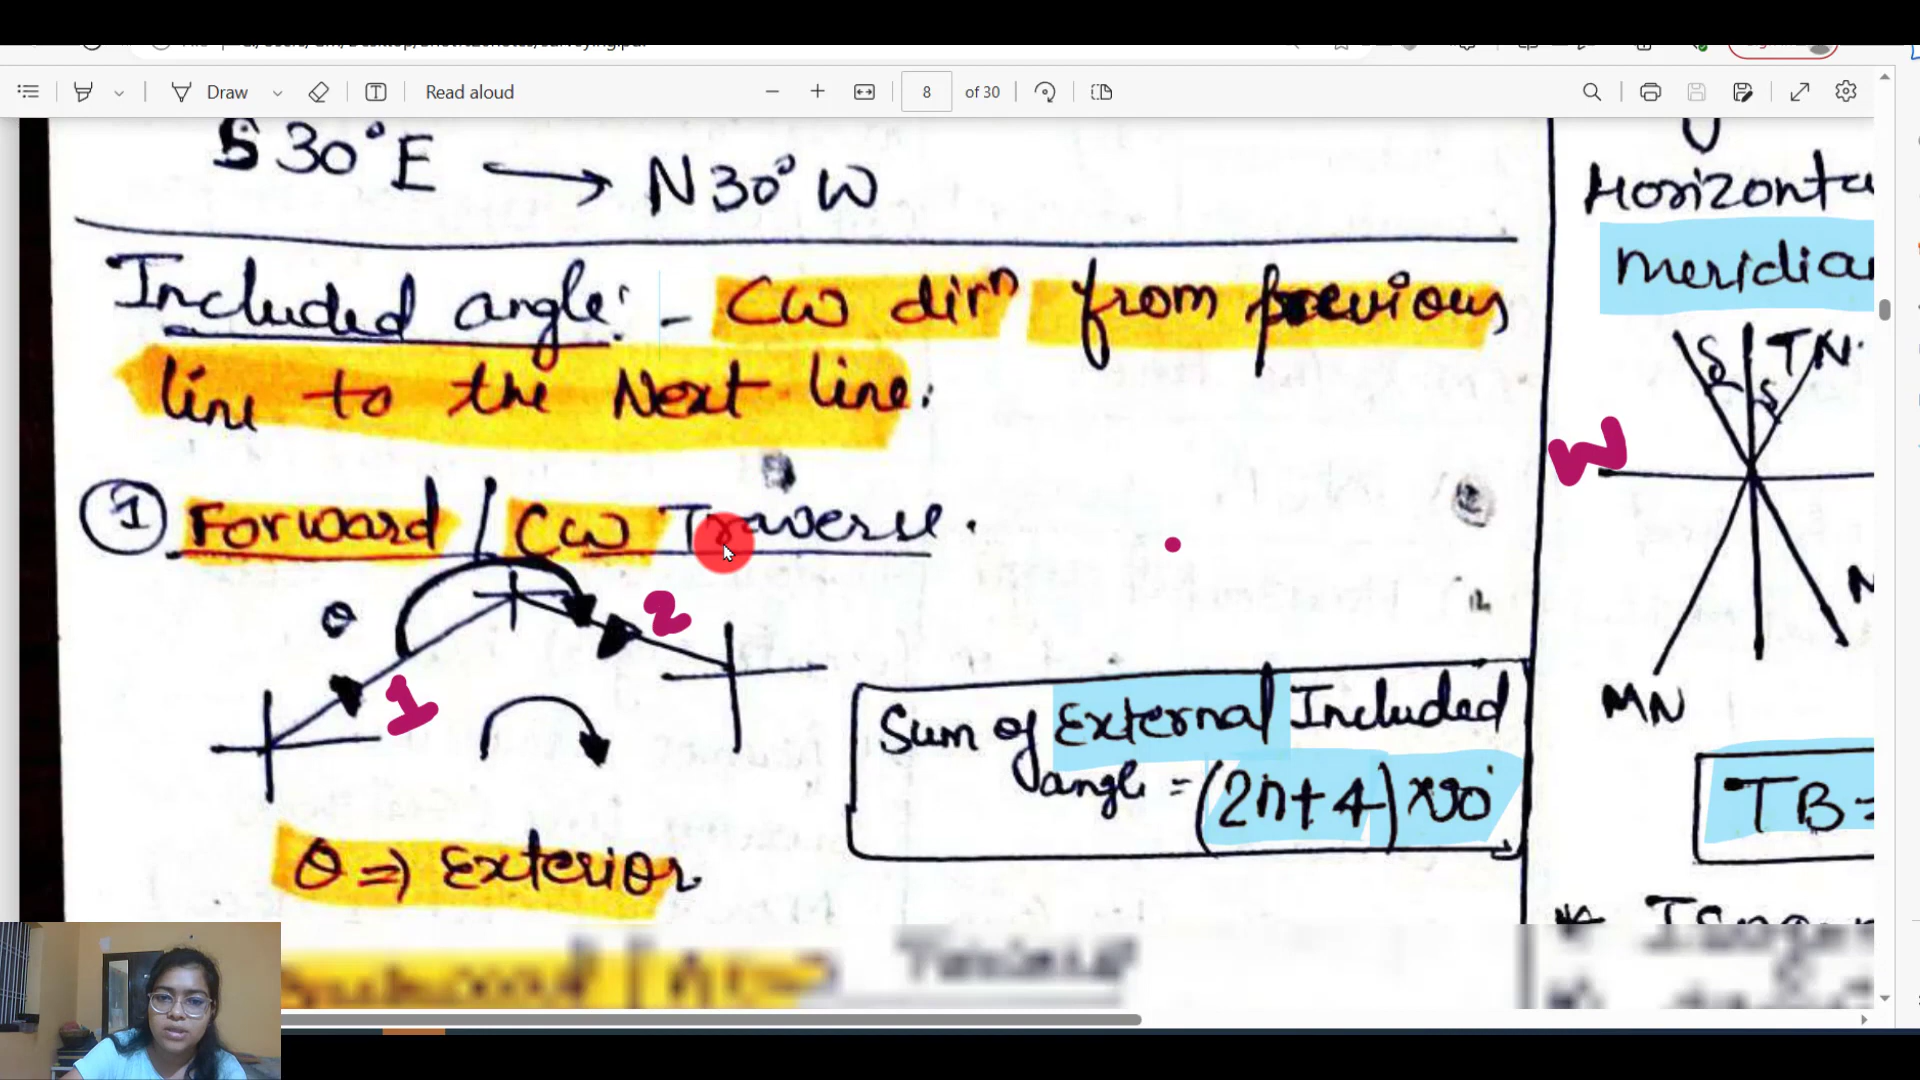 Draw
Read aloud
8 of 30
S 30° E → N 30° W
Included angle:- CW dirⁿ from previous
line to the Next line.
① Forward / CW Traverse.
θ
2
1
Sum of External Included
angle = (2n+4)×90°
θ ⇒ Exterior
Horizonta
meridian
δ TN
δ
W
MN
TB =
* Isogon